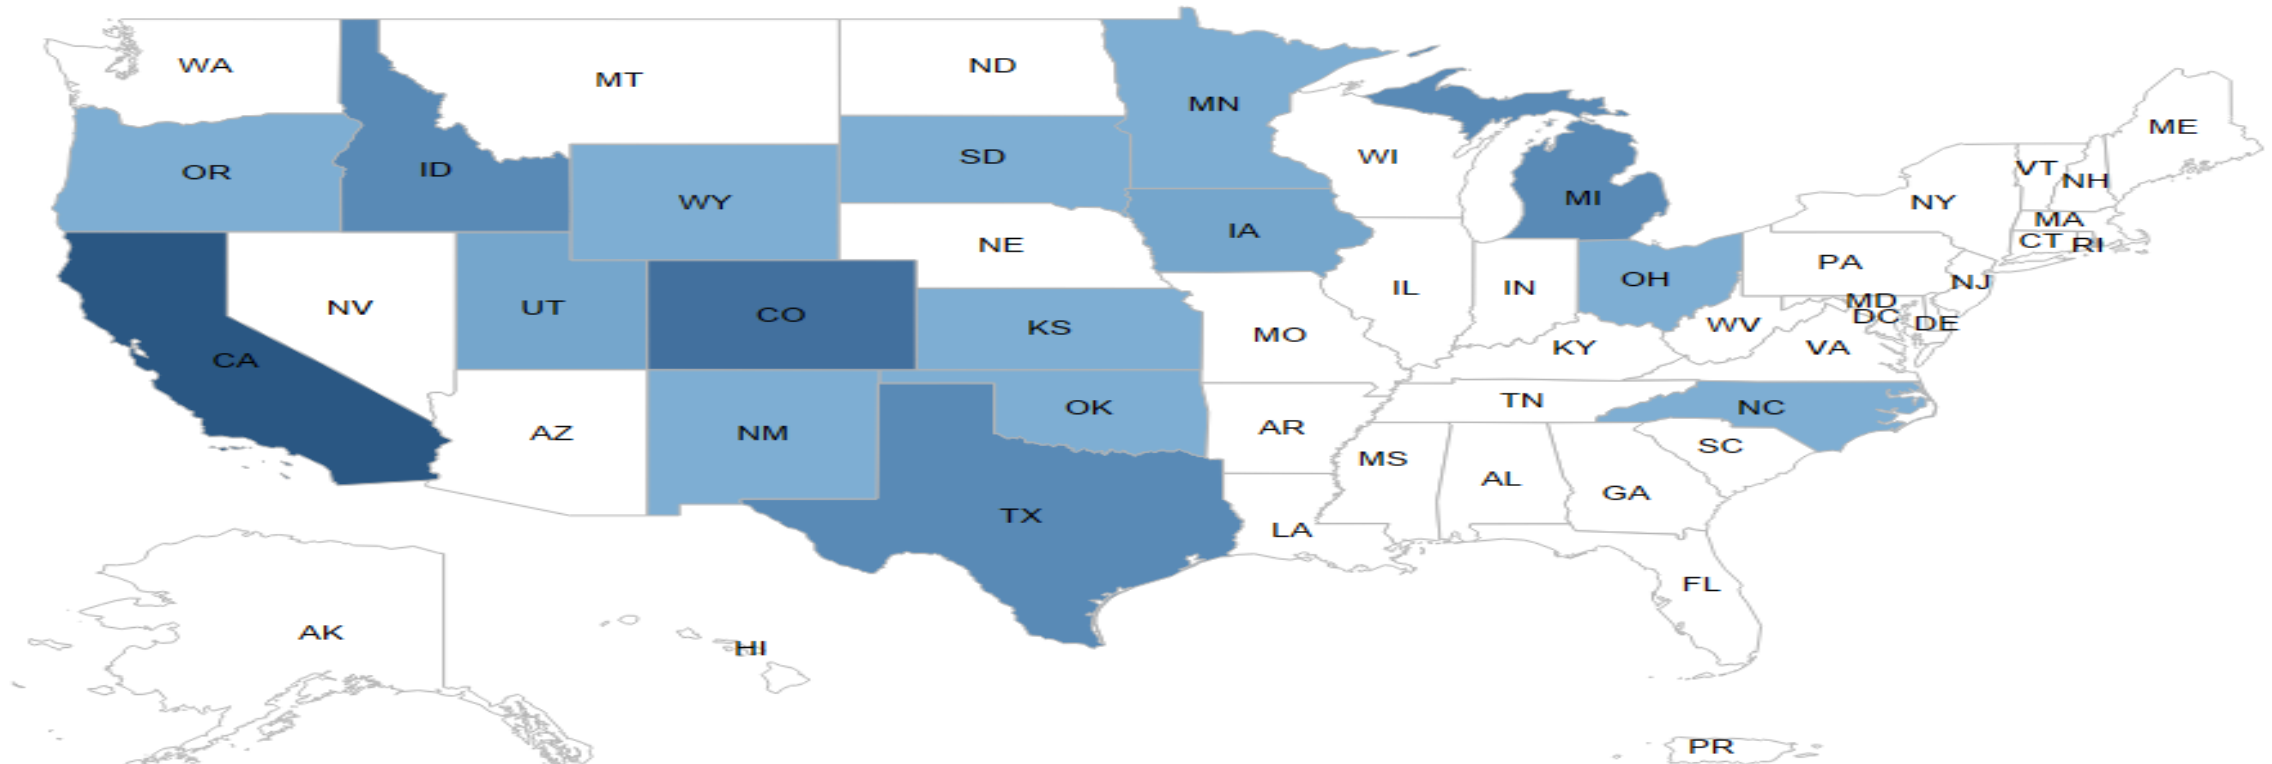 WA
MT
ND
MN
ME
OR
ID
WY
SD
WI
MI
VT
NH
NY
MA
CT
RI
NE
IA
PA
NV
UT
CO
KS
IL
IN
OH
NJ
MD
DC
DE
WV
VA
MO
KY
CA
AZ
NM
OK
AR
TN
NC
SC
MS
AL
GA
TX
LA
FL
AK
HI
PR